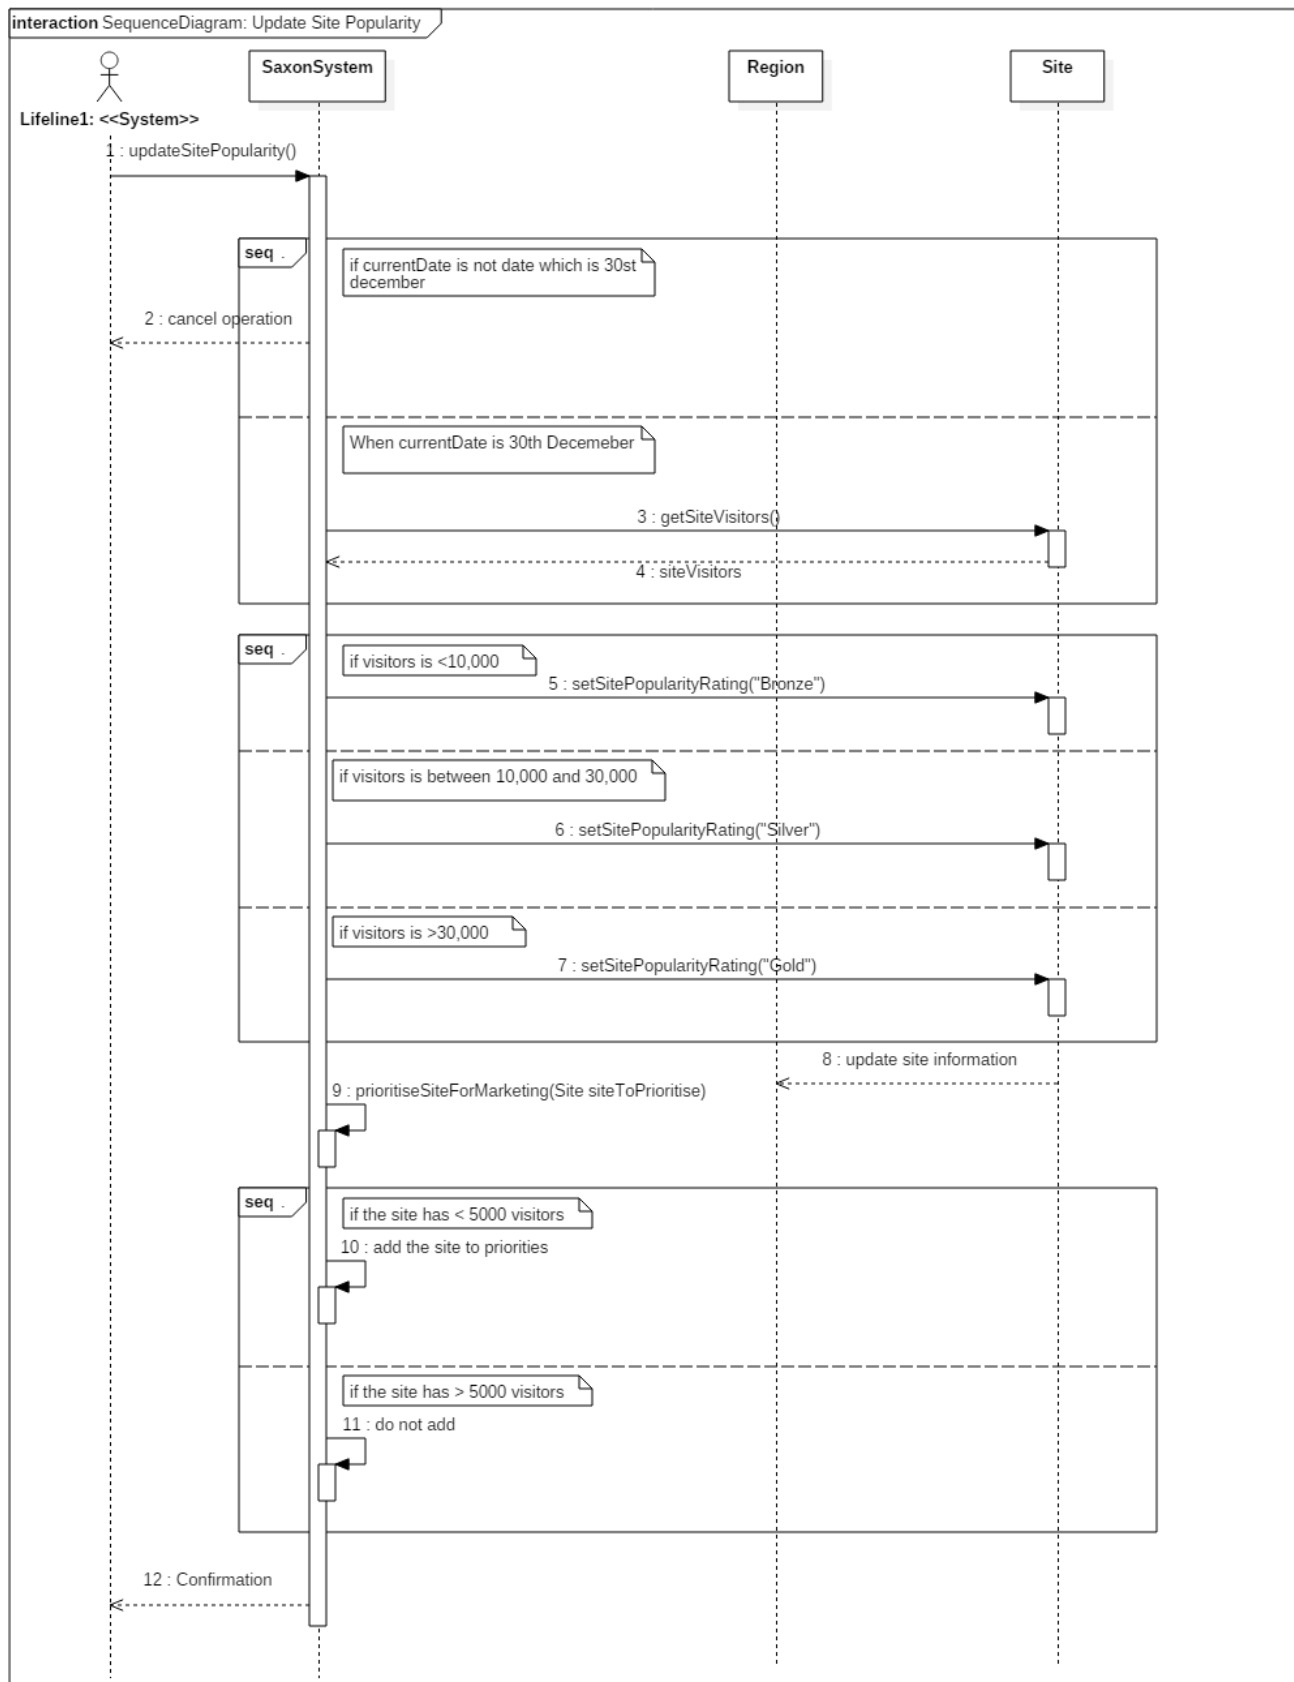 interaction SequenceDiagram: Update Site Popularity
SaxonSystem
Region
Site
Lifeline1: <<System>>
1 : updateSitePopularity()
seq .
if currentDate is not date which is 30st
december
2 : cancel operation
When currentDate is 30th Decemeber
3 : getSiteVisitors()
4 : siteVisitors
seq .
if visitors is <10,000
5 : setSitePopularityRating("Bronze")
if visitors is between 10,000 and 30,000
6 : setSitePopularityRating("Silver")
if visitors is >30,000
7 : setSitePopularityRating("Gold")
8 : update site information
9 : prioritiseSiteForMarketing(Site siteToPrioritise)
seq .
if the site has < 5000 visitors
10 : add the site to priorities
if the site has > 5000 visitors
11 : do not add
12 : Confirmation